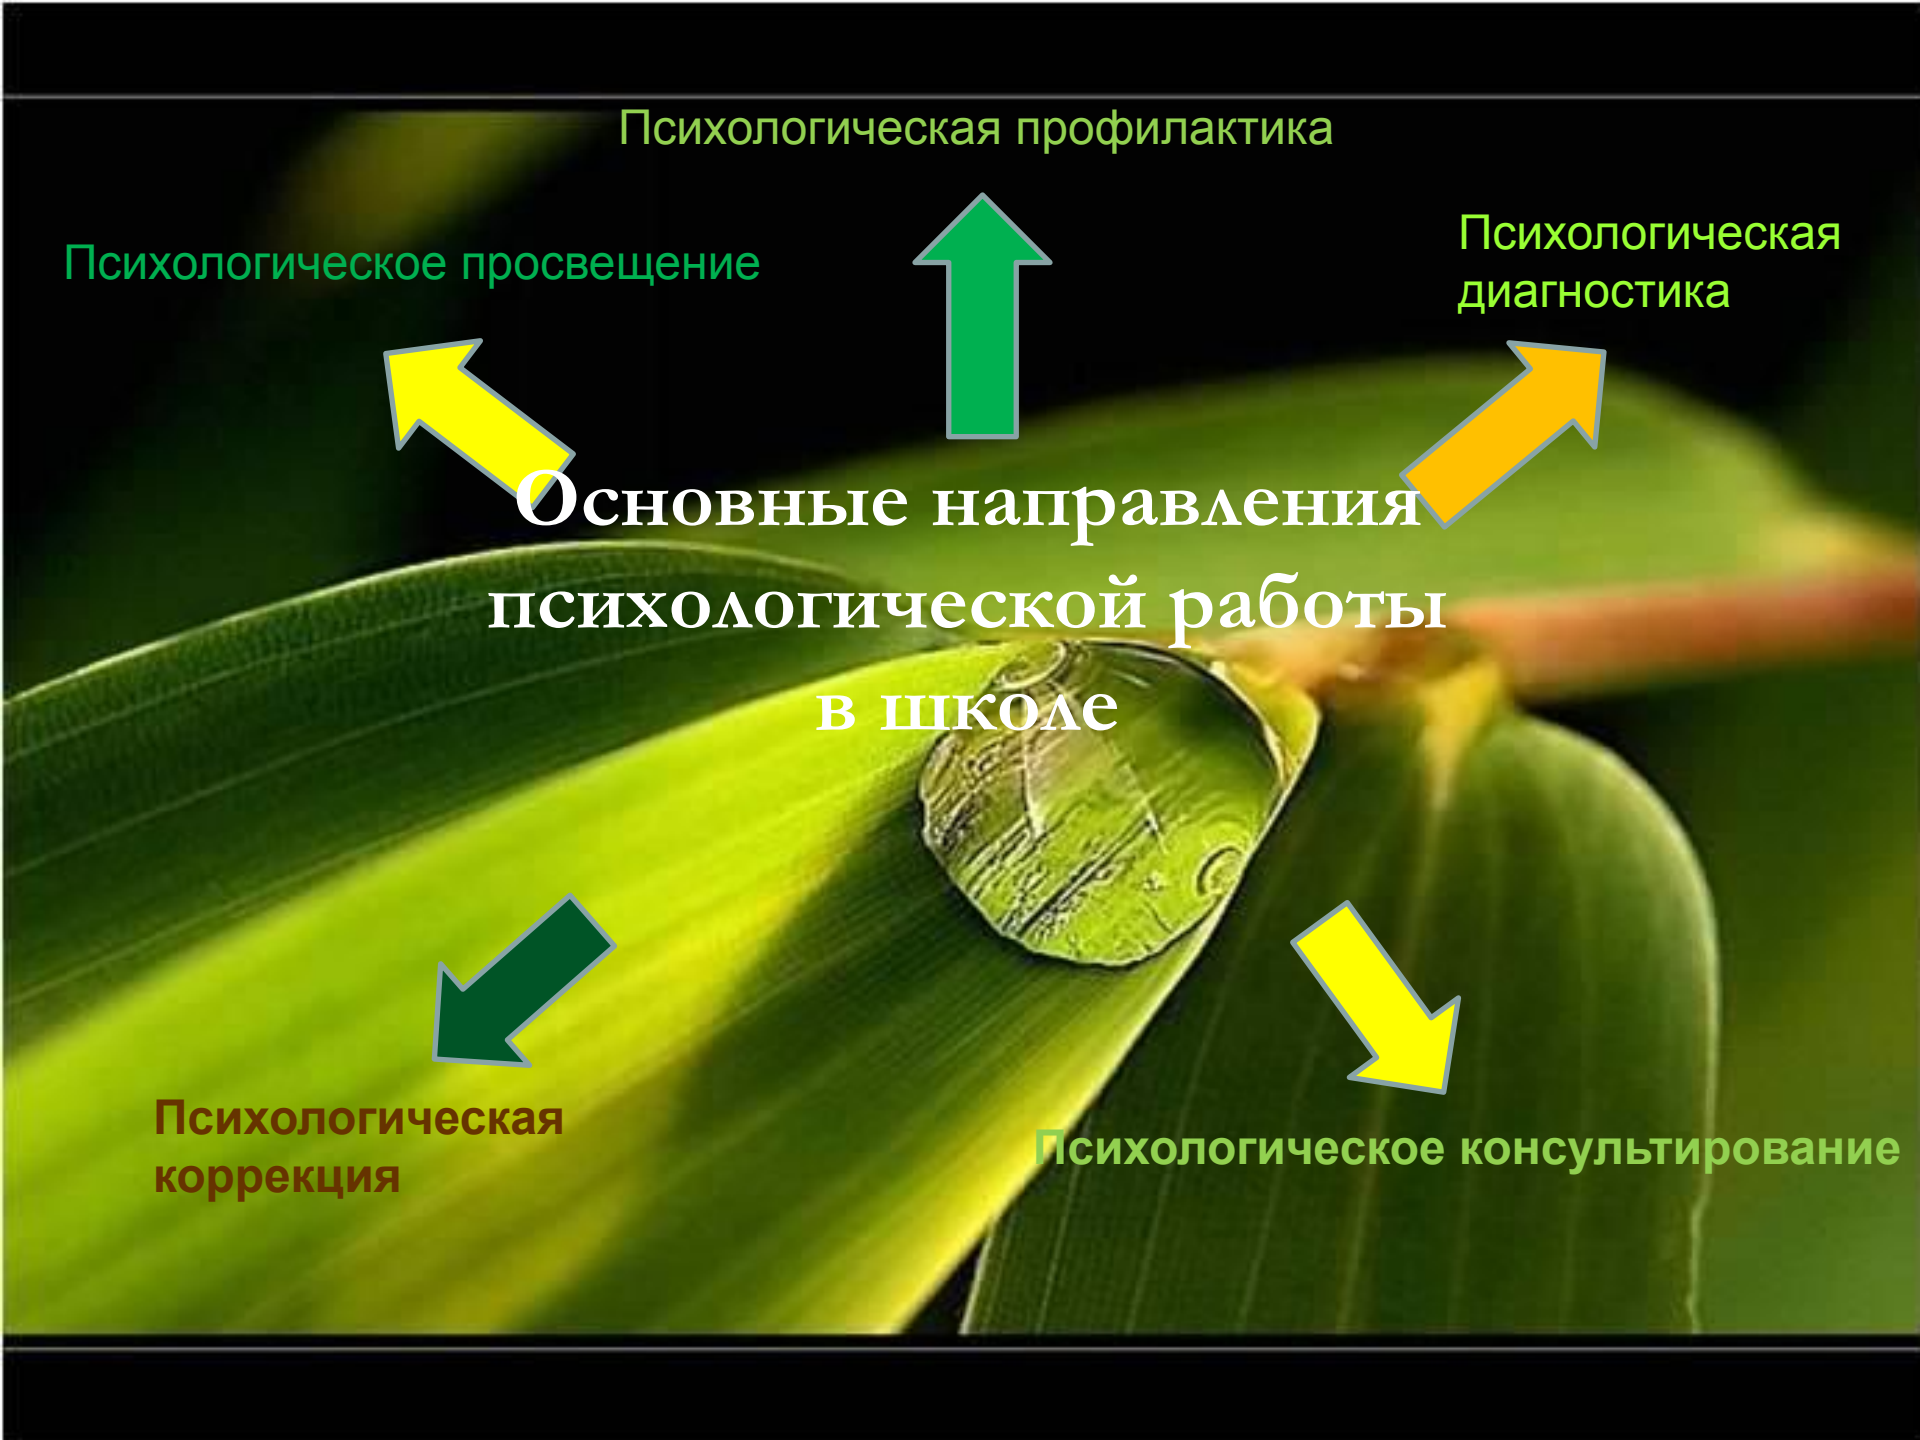 Психологическая профилактика
Психологическое просвещение
Психологическая
диагностика
Основные направления
психологической работы
в школе
Психологическая
коррекция
Психологическое консультирование